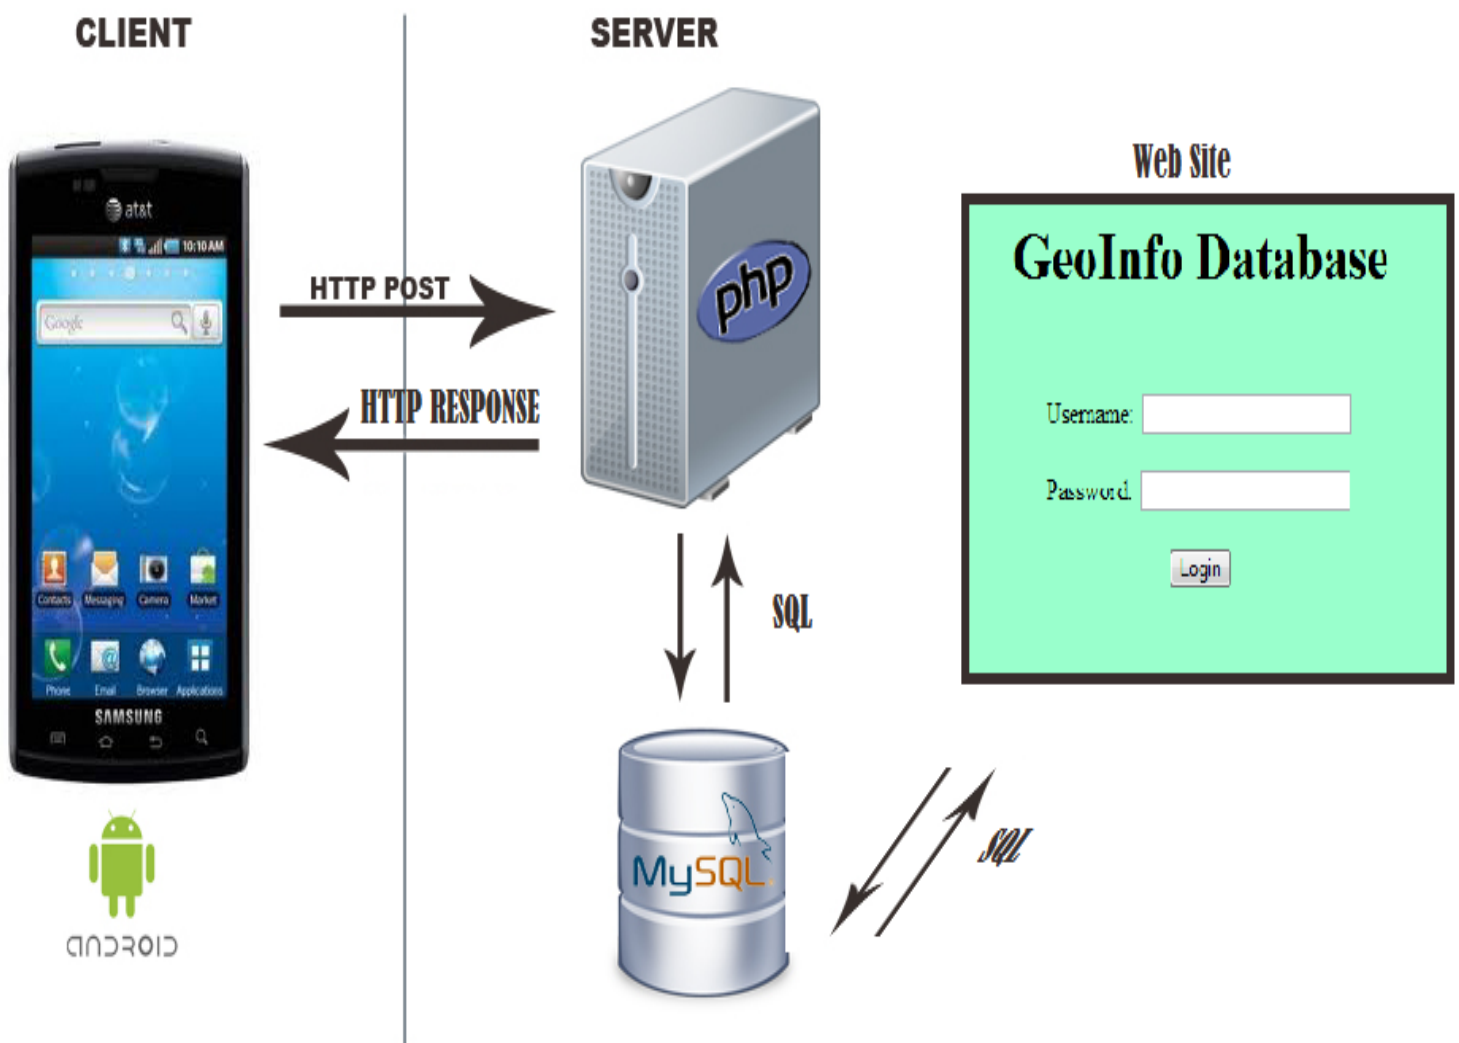 CLIENT
SERVER
at&t
10:10 AM
Google
Contacts Messaging Camera Market
Phone Email Browser Applications
SAMSUNG
ANDROID
HTTP POST
HTTP RESPONSE
php
SQL
MySQL
SQL
Web Site
GeoInfo Database
Username:
Password:
Login